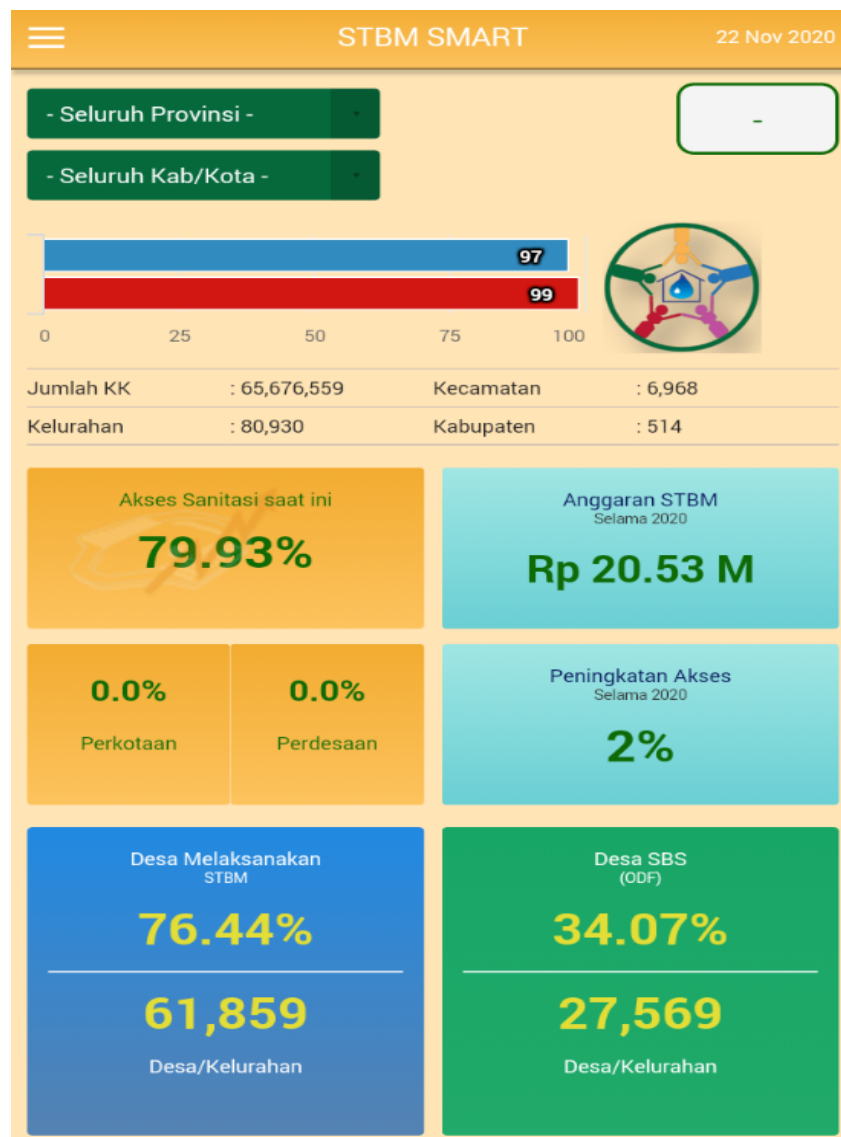 STBM SMART 22 Nov 2020
- Seluruh Provinsi - -
- Seluruh Kab/Kota -
97
99
0 25 50 75 100
Jumlah KK : 65,676,559 Kecamatan : 6,968
Kelurahan : 80,930 Kabupaten : 514
Akses Sanitasi saat ini
79.93%
Anggaran STBM
Selama 2020
Rp 20.53 M
0.0% 0.0%
Perkotaan Perdesaan
Peningkatan Akses
Selama 2020
2%
Desa Melaksanakan
STBM
76.44%
61,859
Desa/Kelurahan
Desa SBS
(ODF)
34.07%
27,569
Desa/Kelurahan